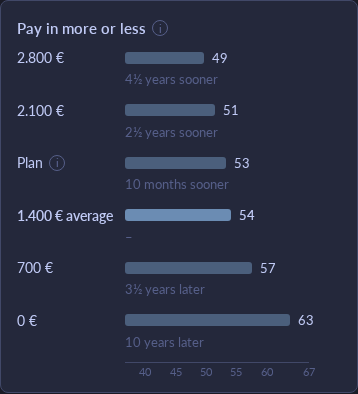 Pay in more or less
2.800 € 49
4½ years sooner
2.100 € 51
2½ years sooner
Plan 53
10 months sooner
1.400 € average 54
–
700 € 57
3½ years later
0 € 63
10 years later
40 45 50 55 60 67